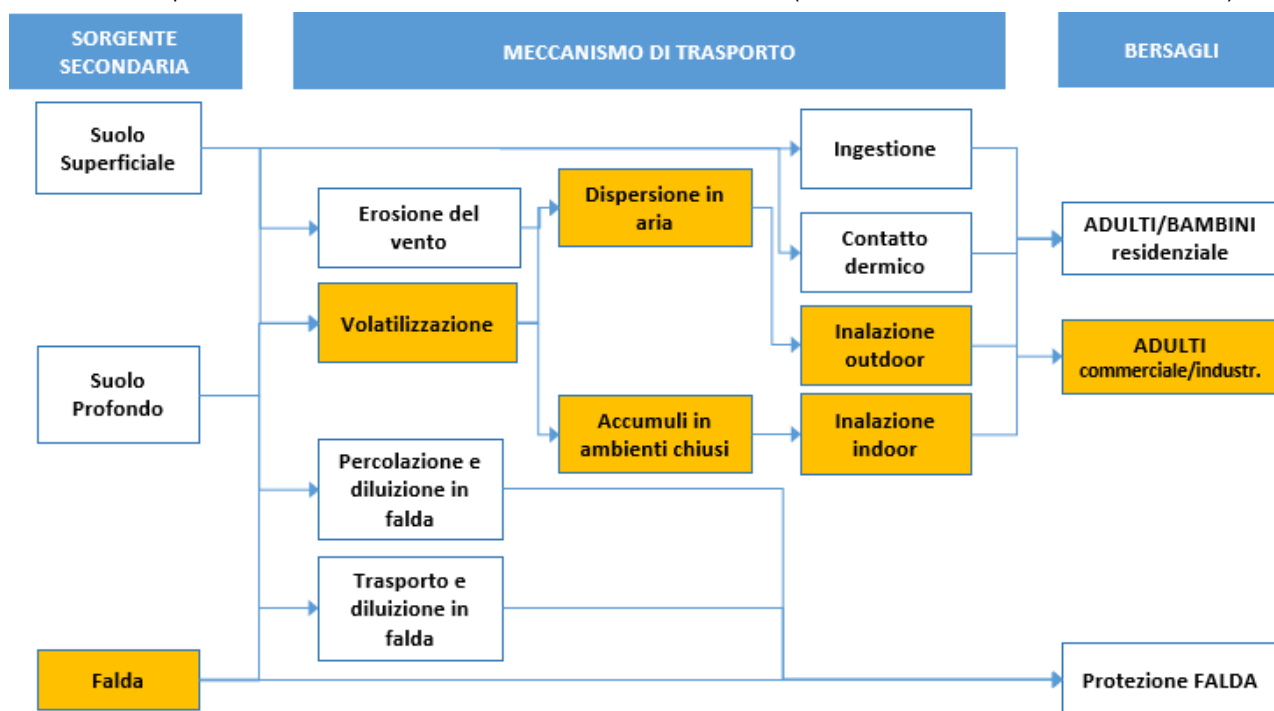 SORGENTE
SECONDARIA
MECCANISMO DI TRASPORTO
BERSAGLI
Suolo
Superficiale
Ingestione
Erosione del
vento
Dispersione in
aria
Contatto
dermico
ADULTI/BAMBINI
residenziale
Volatilizzazione
Inalazione
outdoor
ADULTI
commerciale/industr.
Suolo
Profondo
Accumuli in
ambienti chiusi
Inalazione
indoor
Percolazione e
diluizione in
falda
Trasporto e
diluizione in
falda
Falda
Protezione FALDA